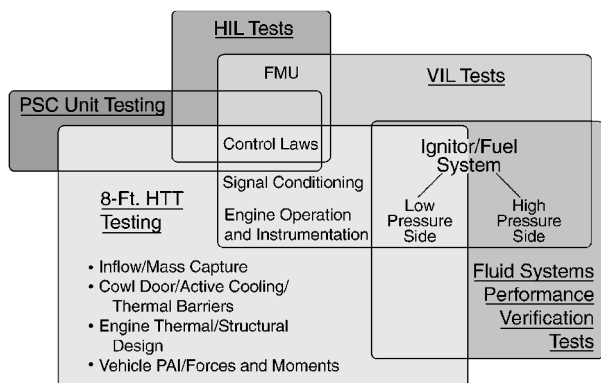 HIL Tests
FMU
VIL Tests
PSC Unit Testing
Control Laws
Ignitor/Fuel
System
8-Ft. HTT
Testing
Signal Conditioning
Engine Operation
and Instrumentation
Low
Pressure
Side
High
Pressure
Side
• Inflow/Mass Capture
• Cowl Door/Active Cooling/
Thermal Barriers
• Engine Thermal/Structural
Design
• Vehicle PAI/Forces and Moments
Fluid Systems
Performance
Verification
Tests